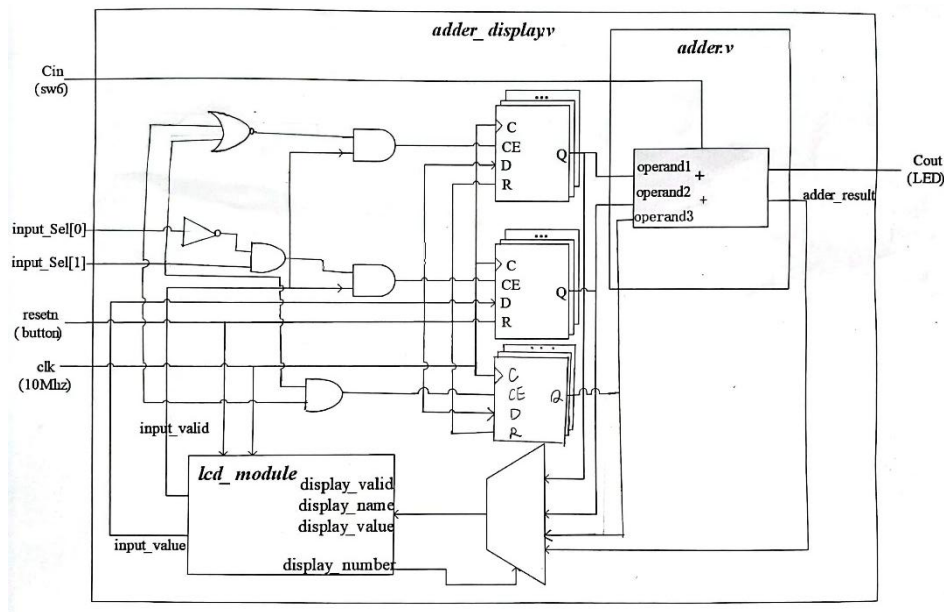 adder_display.v
adder.v
Cin
(sw6)
...
C
CE
D
R
Q
operand1
+
operand2
+
operand3
Cout
(LED)
adder_result
input_Sel[0]
input_Sel[1]
...
C
CE
D
R
Q
resetn
(button)
clk
(10Mhz)
...
C
CE
D
R
Q
input_valid
lcd_module
display_valid
display_name
display_value
input_value
display_number